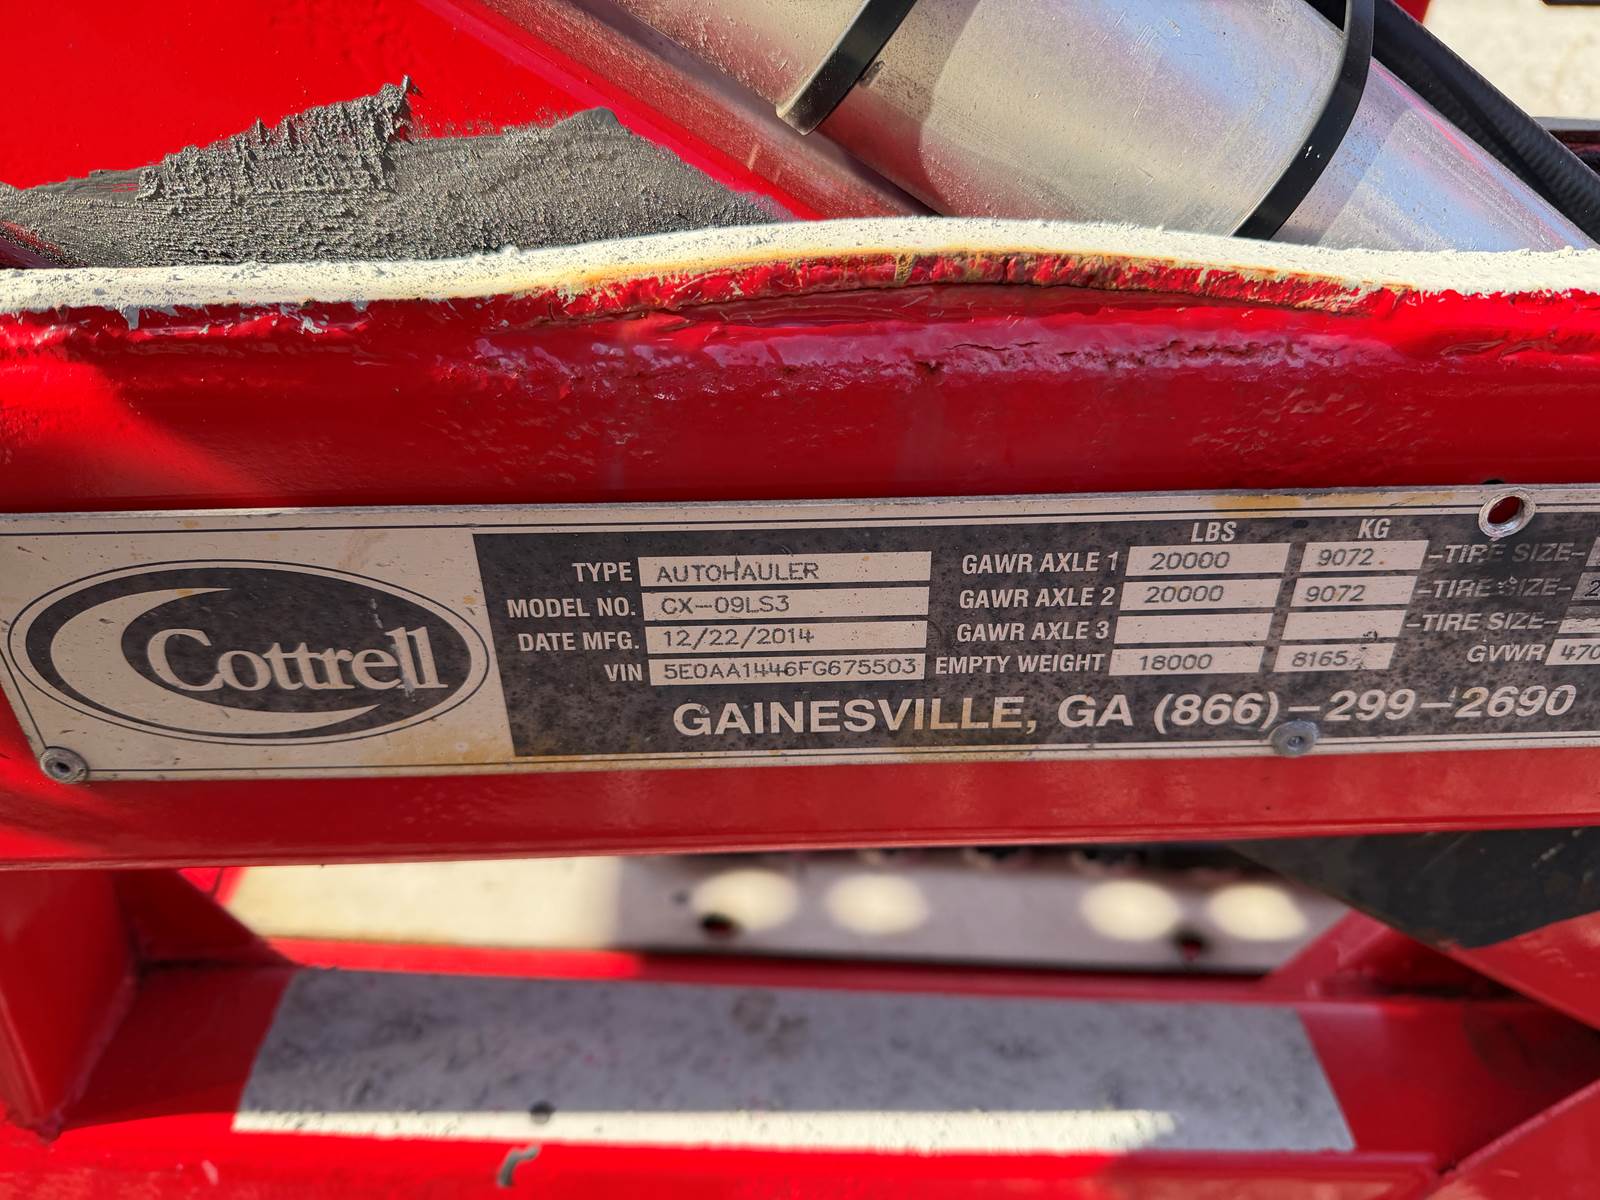 Cottrell
LBS KG
TYPE AUTOHAULER GAWR AXLE 1 20000 9072 -TIRE SIZE-
MODEL NO. CX-09LS3 GAWR AXLE 2 20000 9072 -TIRE SIZE-
DATE MFG. 12/22/2014 GAWR AXLE 3 -TIRE SIZE-
VIN 5E0AA1446FG675503 EMPTY WEIGHT 18000 8165 GVWR 470
GAINESVILLE, GA (866)-299-2690